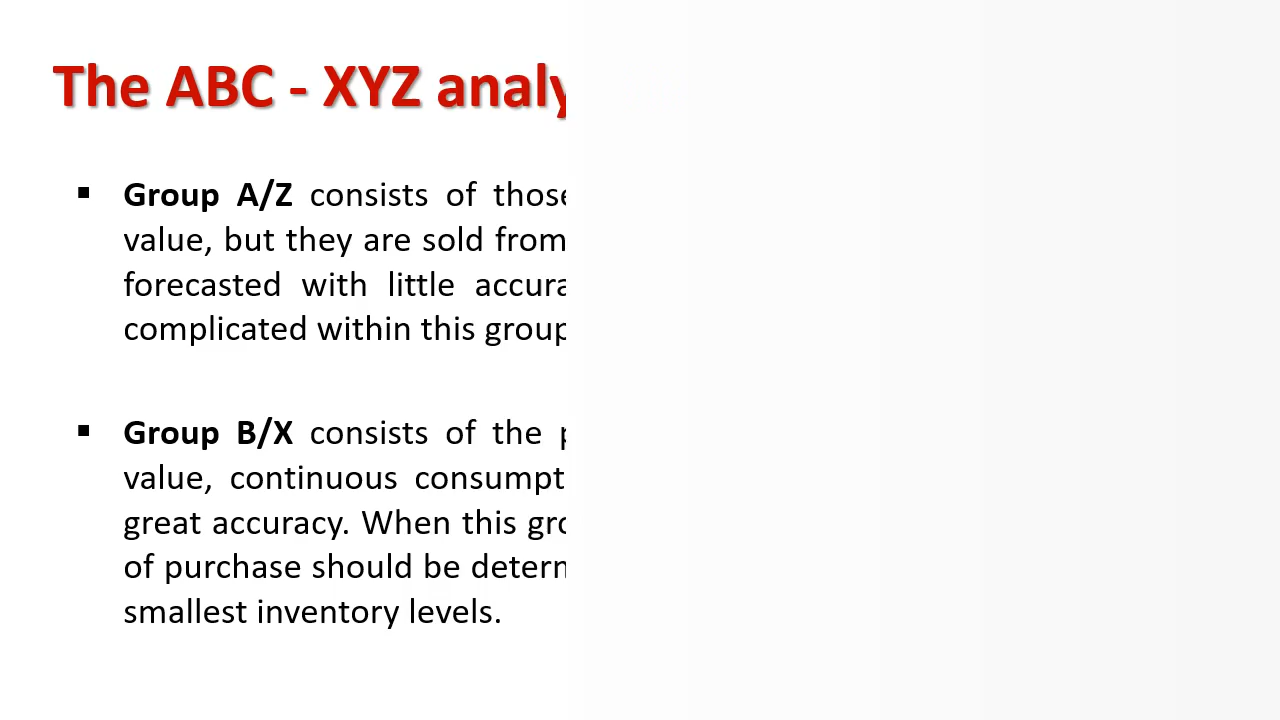 The ABC - XYZ analy
▪ Group A/Z consists of those
value, but they are sold from
forecasted with little accura
complicated within this group
▪ Group B/X consists of the p
value, continuous consumpt
great accuracy. When this gro
of purchase should be determ
smallest inventory levels.